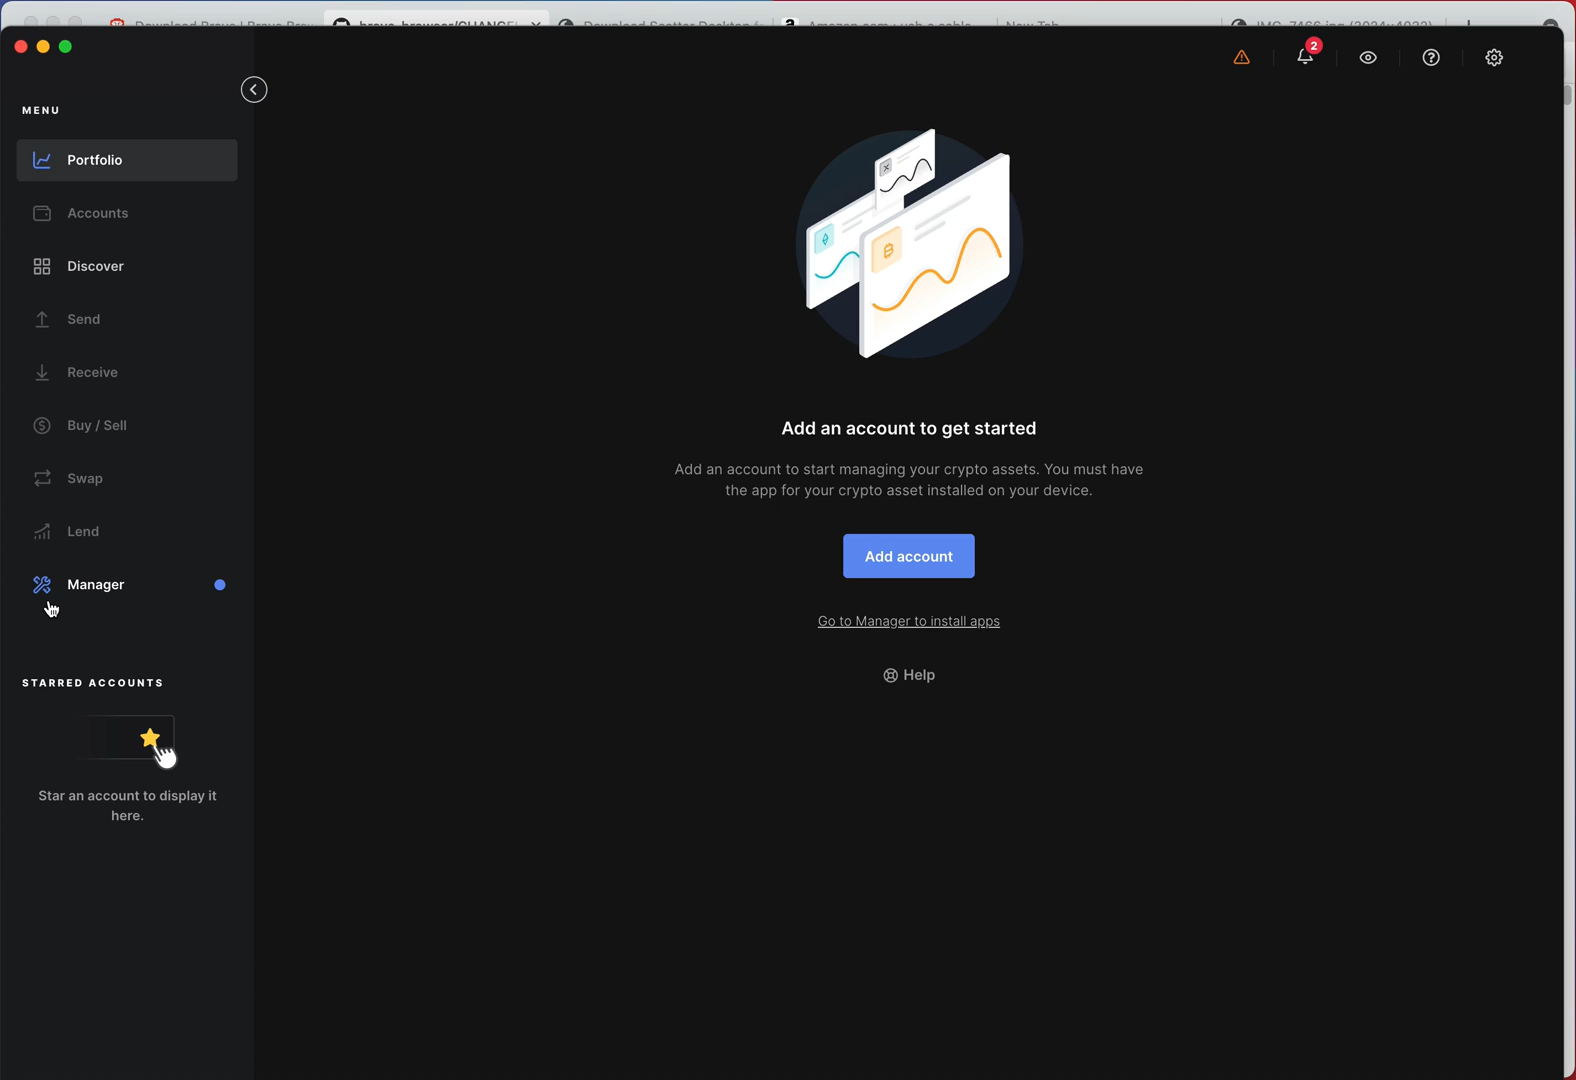 2
MENU
Portfolio
Accounts
Discover
Send
Receive
Buy / Sell
Swap
Lend
Manager
STARRED ACCOUNTS
Star an account to display it
here.
Add an account to get started
Add an account to start managing your crypto assets. You must have
the app for your crypto asset installed on your device.
Add account
Go to Manager to install apps
Help